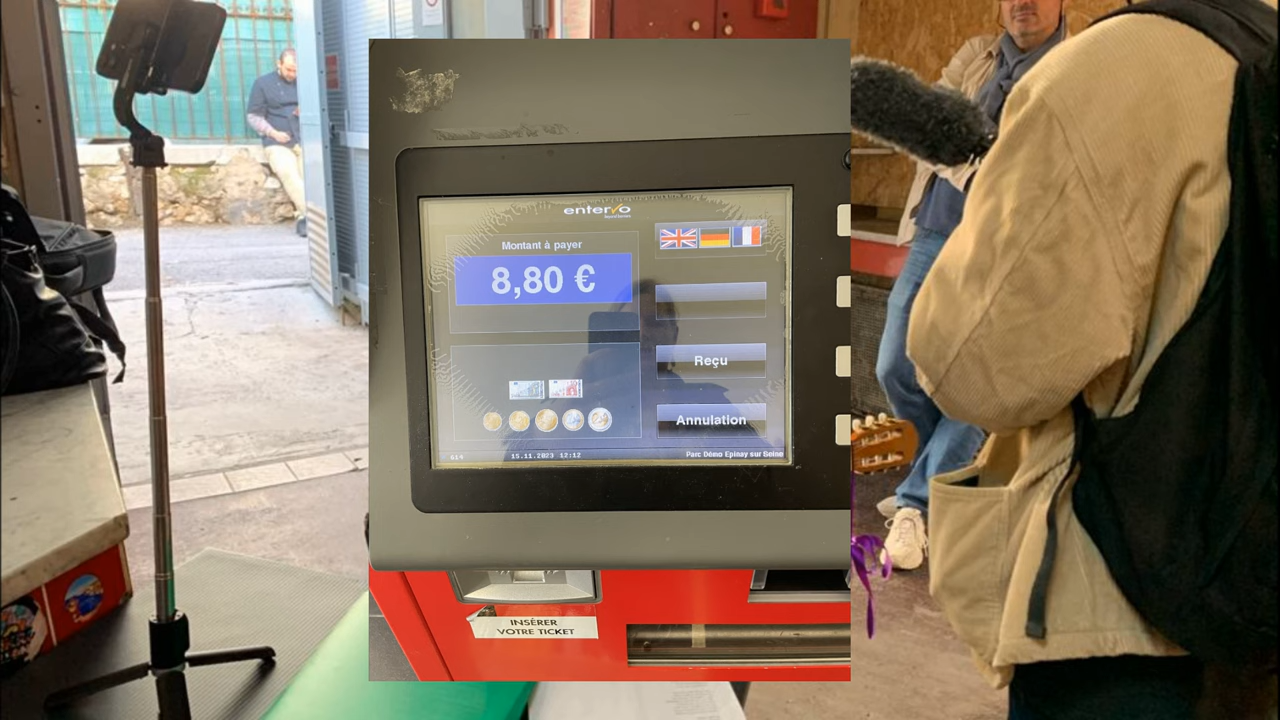 entervo
Montant à payer
8,80 €
Reçu
Annulation
614 15.11.2023 12:12 Parc Démo Epinay sur Seine
INSÉRER
VOTRE TICKET